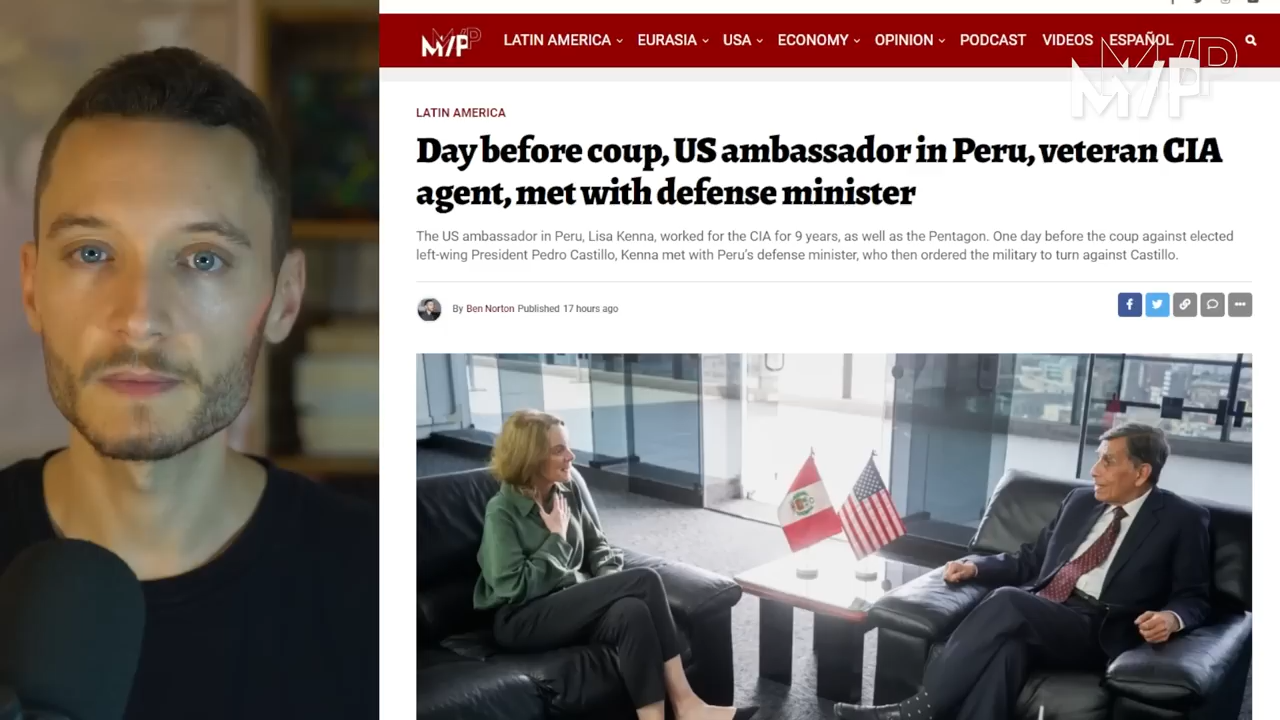 M/P
LATIN AMERICA
EURASIA
USA
ECONOMY
OPINION
PODCAST
VIDEOS
ESPAÑOL
M/P
LATIN AMERICA
Day before coup, US ambassador in Peru, veteran CIA
agent, met with defense minister
The US ambassador in Peru, Lisa Kenna, worked for the CIA for 9 years, as well as the Pentagon. One day before the coup against elected
left-wing President Pedro Castillo, Kenna met with Peru's defense minister, who then ordered the military to turn against Castillo.
By Ben Norton Published 17 hours ago